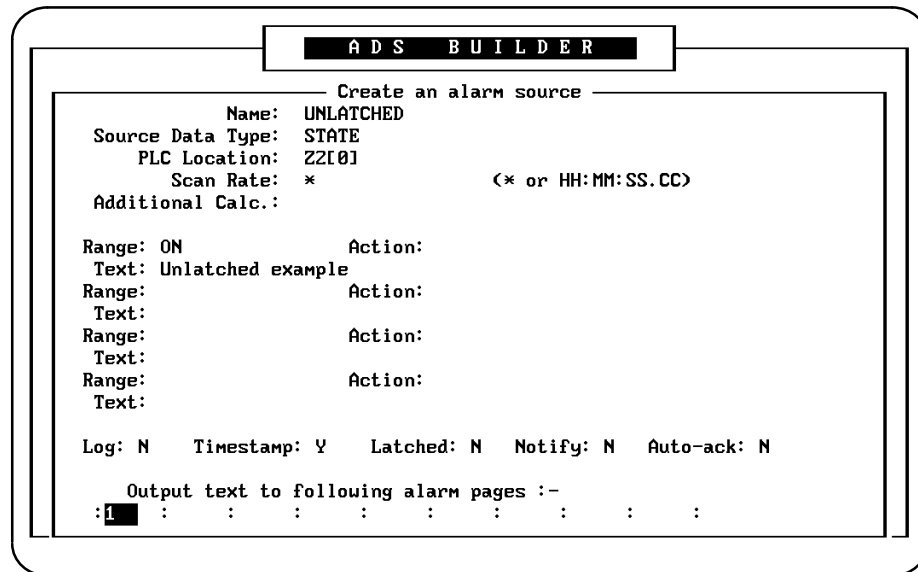 ADS BUILDER
Create an alarm source
Name: UNLATCHED
Source Data Type: STATE
PLC Location: ZZ[0]
Scan Rate: * (* or HH:MM:SS.CC)
Additional Calc.:
Range: ON Action:
Text: Unlatched example
Range: Action:
Text:
Range: Action:
Text:
Range: Action:
Text:
Log: N Timestamp: Y Latched: N Notify: N Auto-ack: N
Output text to following alarm pages :-
:1 : : : : : : : : :